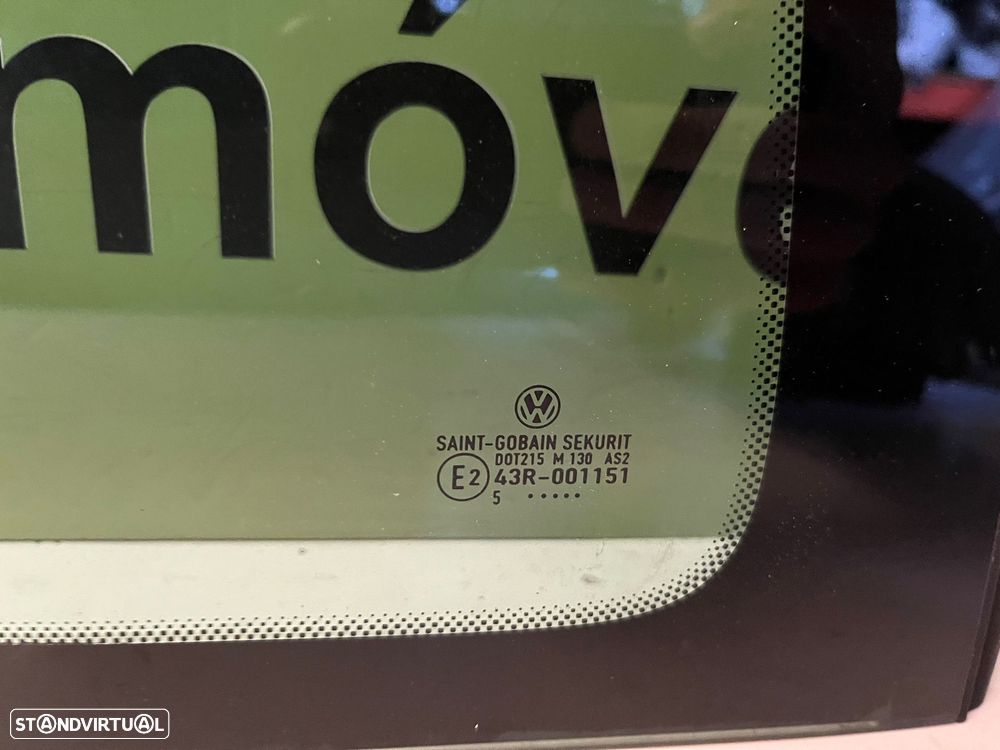 móv
SAINT-GOBAIN SEKURIT
DOT215 M 130 AS2
E2 43R-001151
5 .....
STANDVIRTUAL